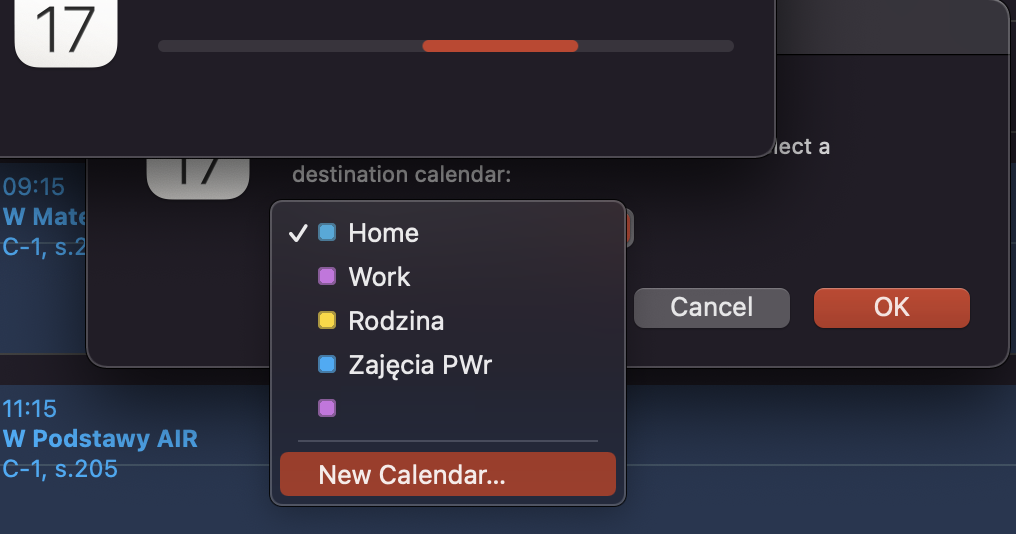 17
lect a
17
destination calendar:
09:15
W Mate
C-1, s.2
Home
Work
Rodzina
Zajęcia PWr
New Calendar...
Cancel
OK
11:15
W Podstawy AIR
C-1, s.205